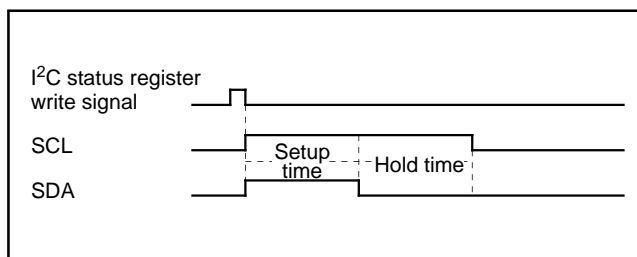 I²C status register
write signal
SCL
Setup
time
Hold time
SDA